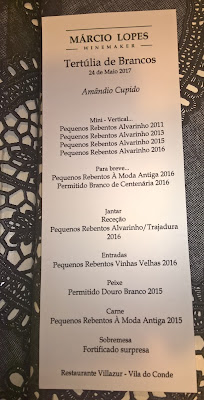 MÁRCIO LOPES
WINEMAKER
Tertúlia de Brancos
24 de Maio 2017
Amândio Cupido
Mini - Vertical...
Pequenos Rebentos Alvarinho 2011
Pequenos Rebentos Alvarinho 2013
Pequenos Rebentos Alvarinho 2015
Pequenos Rebentos Alvarinho 2016
Para breve...
Pequenos Rebentos À Moda Antiga 2016
Permitido Branco de Centenária 2016
Jantar
Receção
Pequenos Rebentos Alvarinho/Trajadura
2016
Entradas
Pequenos Rebentos Vinhas Velhas 2016
Peixe
Permitido Douro Branco 2015
Carne
Pequenos Rebentos À Moda Antiga 2015
Sobremesa
Fortificado surpresa
Restaurante Villazur - Vila do Conde